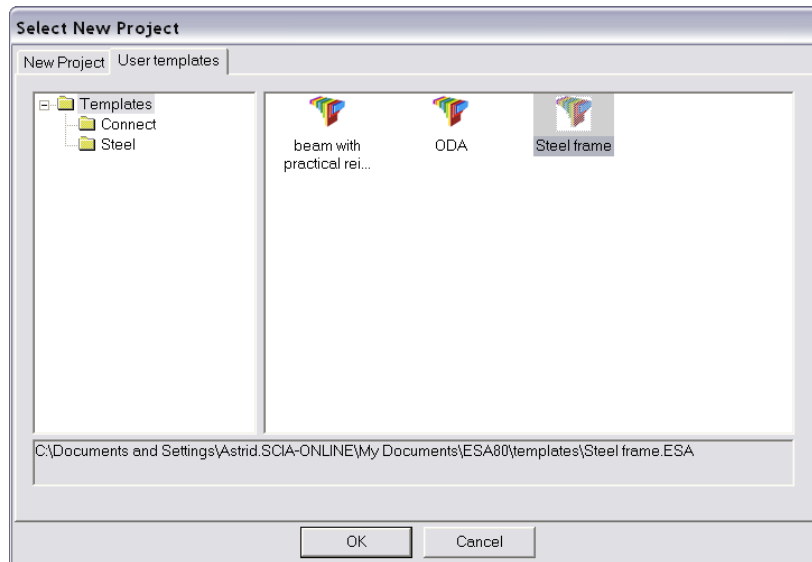 Select New Project
New Project
User templates
Templates
Connect
Steel
beam with
practical rei...
ODA
Steel frame
C:\Documents and Settings\Astrid.SCIA-ONLINE\My Documents\ESA80\templates\Steel frame.ESA
OK
Cancel